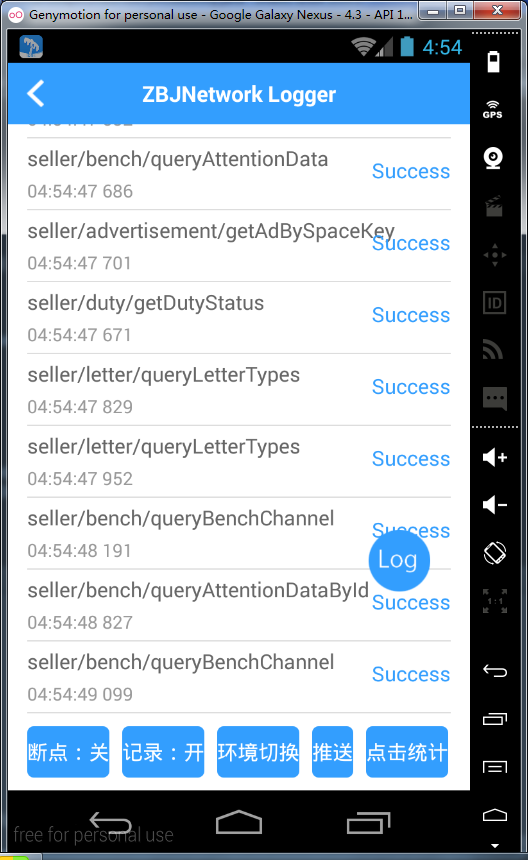 Genymotion for personal use - Google Galaxy Nexus - 4.3 - API 1...
4:54
ZBJNetwork Logger
seller/bench/queryAttentionData
Success
04:54:47 686
seller/advertisement/getAdBySpaceKey
Success
04:54:47 701
seller/duty/getDutyStatus
Success
04:54:47 671
seller/letter/queryLetterTypes
Success
04:54:47 829
seller/letter/queryLetterTypes
Success
04:54:47 952
seller/bench/queryBenchChannel
Success
04:54:48 191
Log
seller/bench/queryAttentionDataById
Success
04:54:48 827
seller/bench/queryBenchChannel
Success
04:54:49 099
断点：关 记录：开 环境切换 推送 点击统计
free for personal use
GPS
ID
1:1